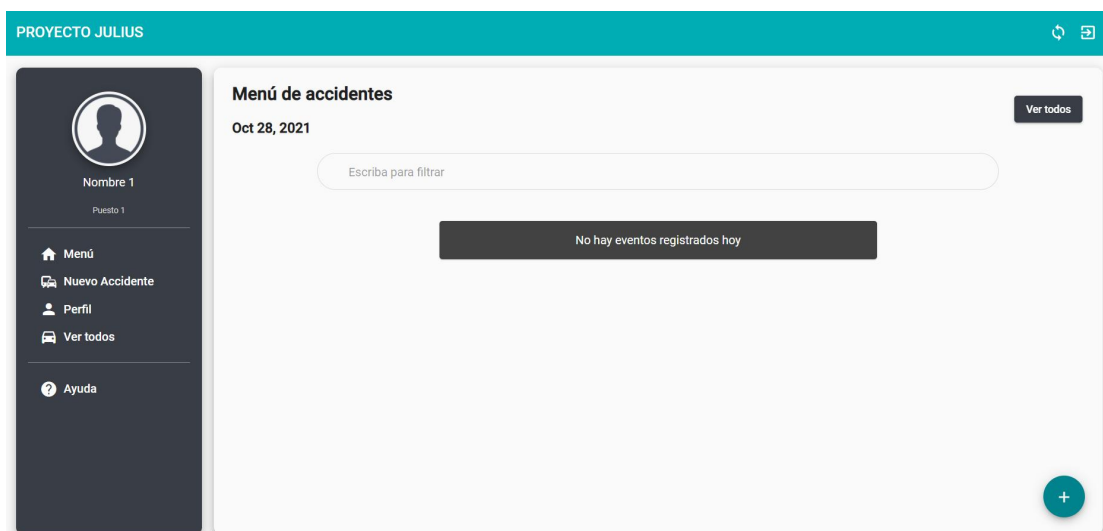 PROYECTO JULIUS
Nombre 1
Puesto 1
Menú
Nuevo Accidente
Perfil
Ver todos
Ayuda
Menú de accidentes
Oct 28, 2021
Ver todos
Escriba para filtrar
No hay eventos registrados hoy
+